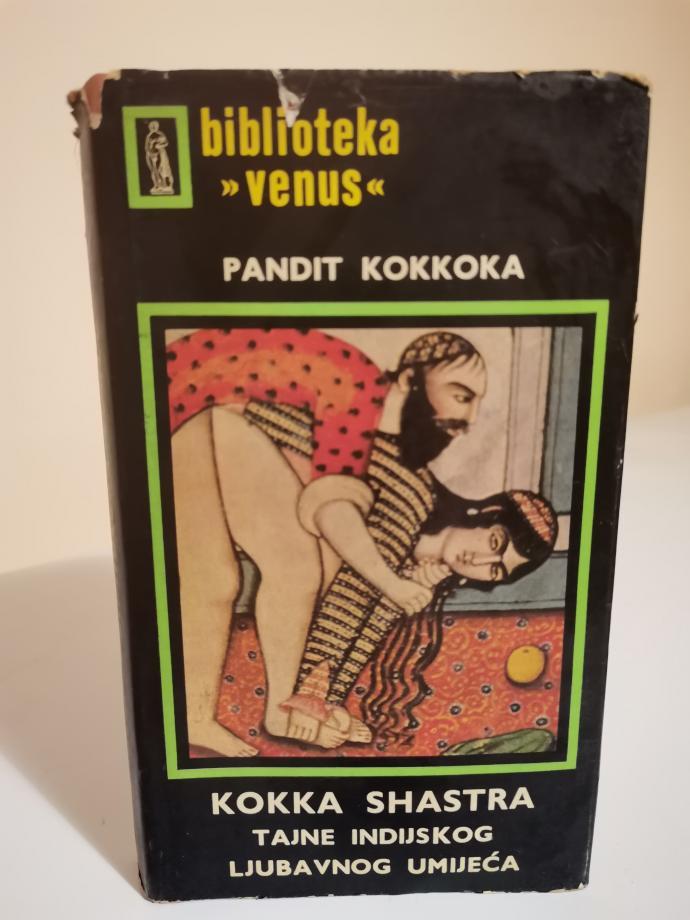 biblioteka
»venus«
PANDIT KOKKOKA
KOKKA SHASTRA
TAJNE INDIJSKOG
LJUBAVNOG UMIJEĆA